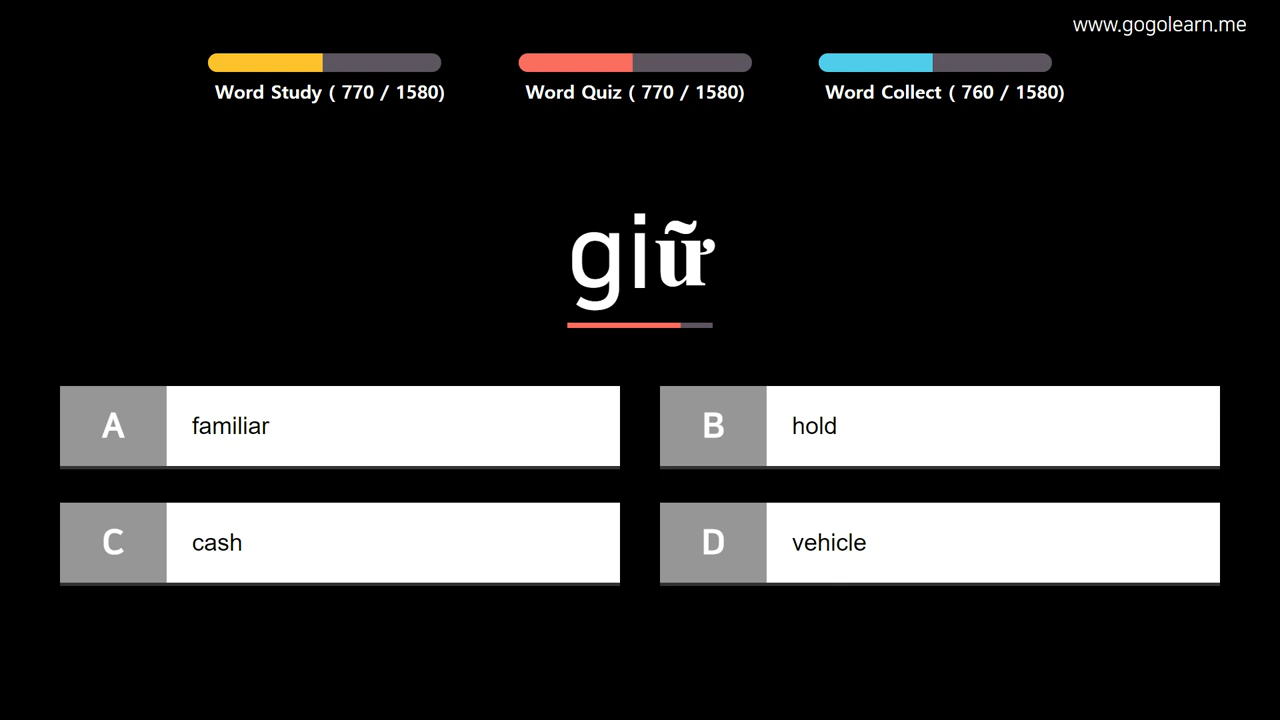 www.gogolearn.me
Word Study ( 770 / 1580)
Word Quiz ( 770 / 1580)
Word Collect ( 760 / 1580)
giữ
A familiar
B hold
C cash
D vehicle